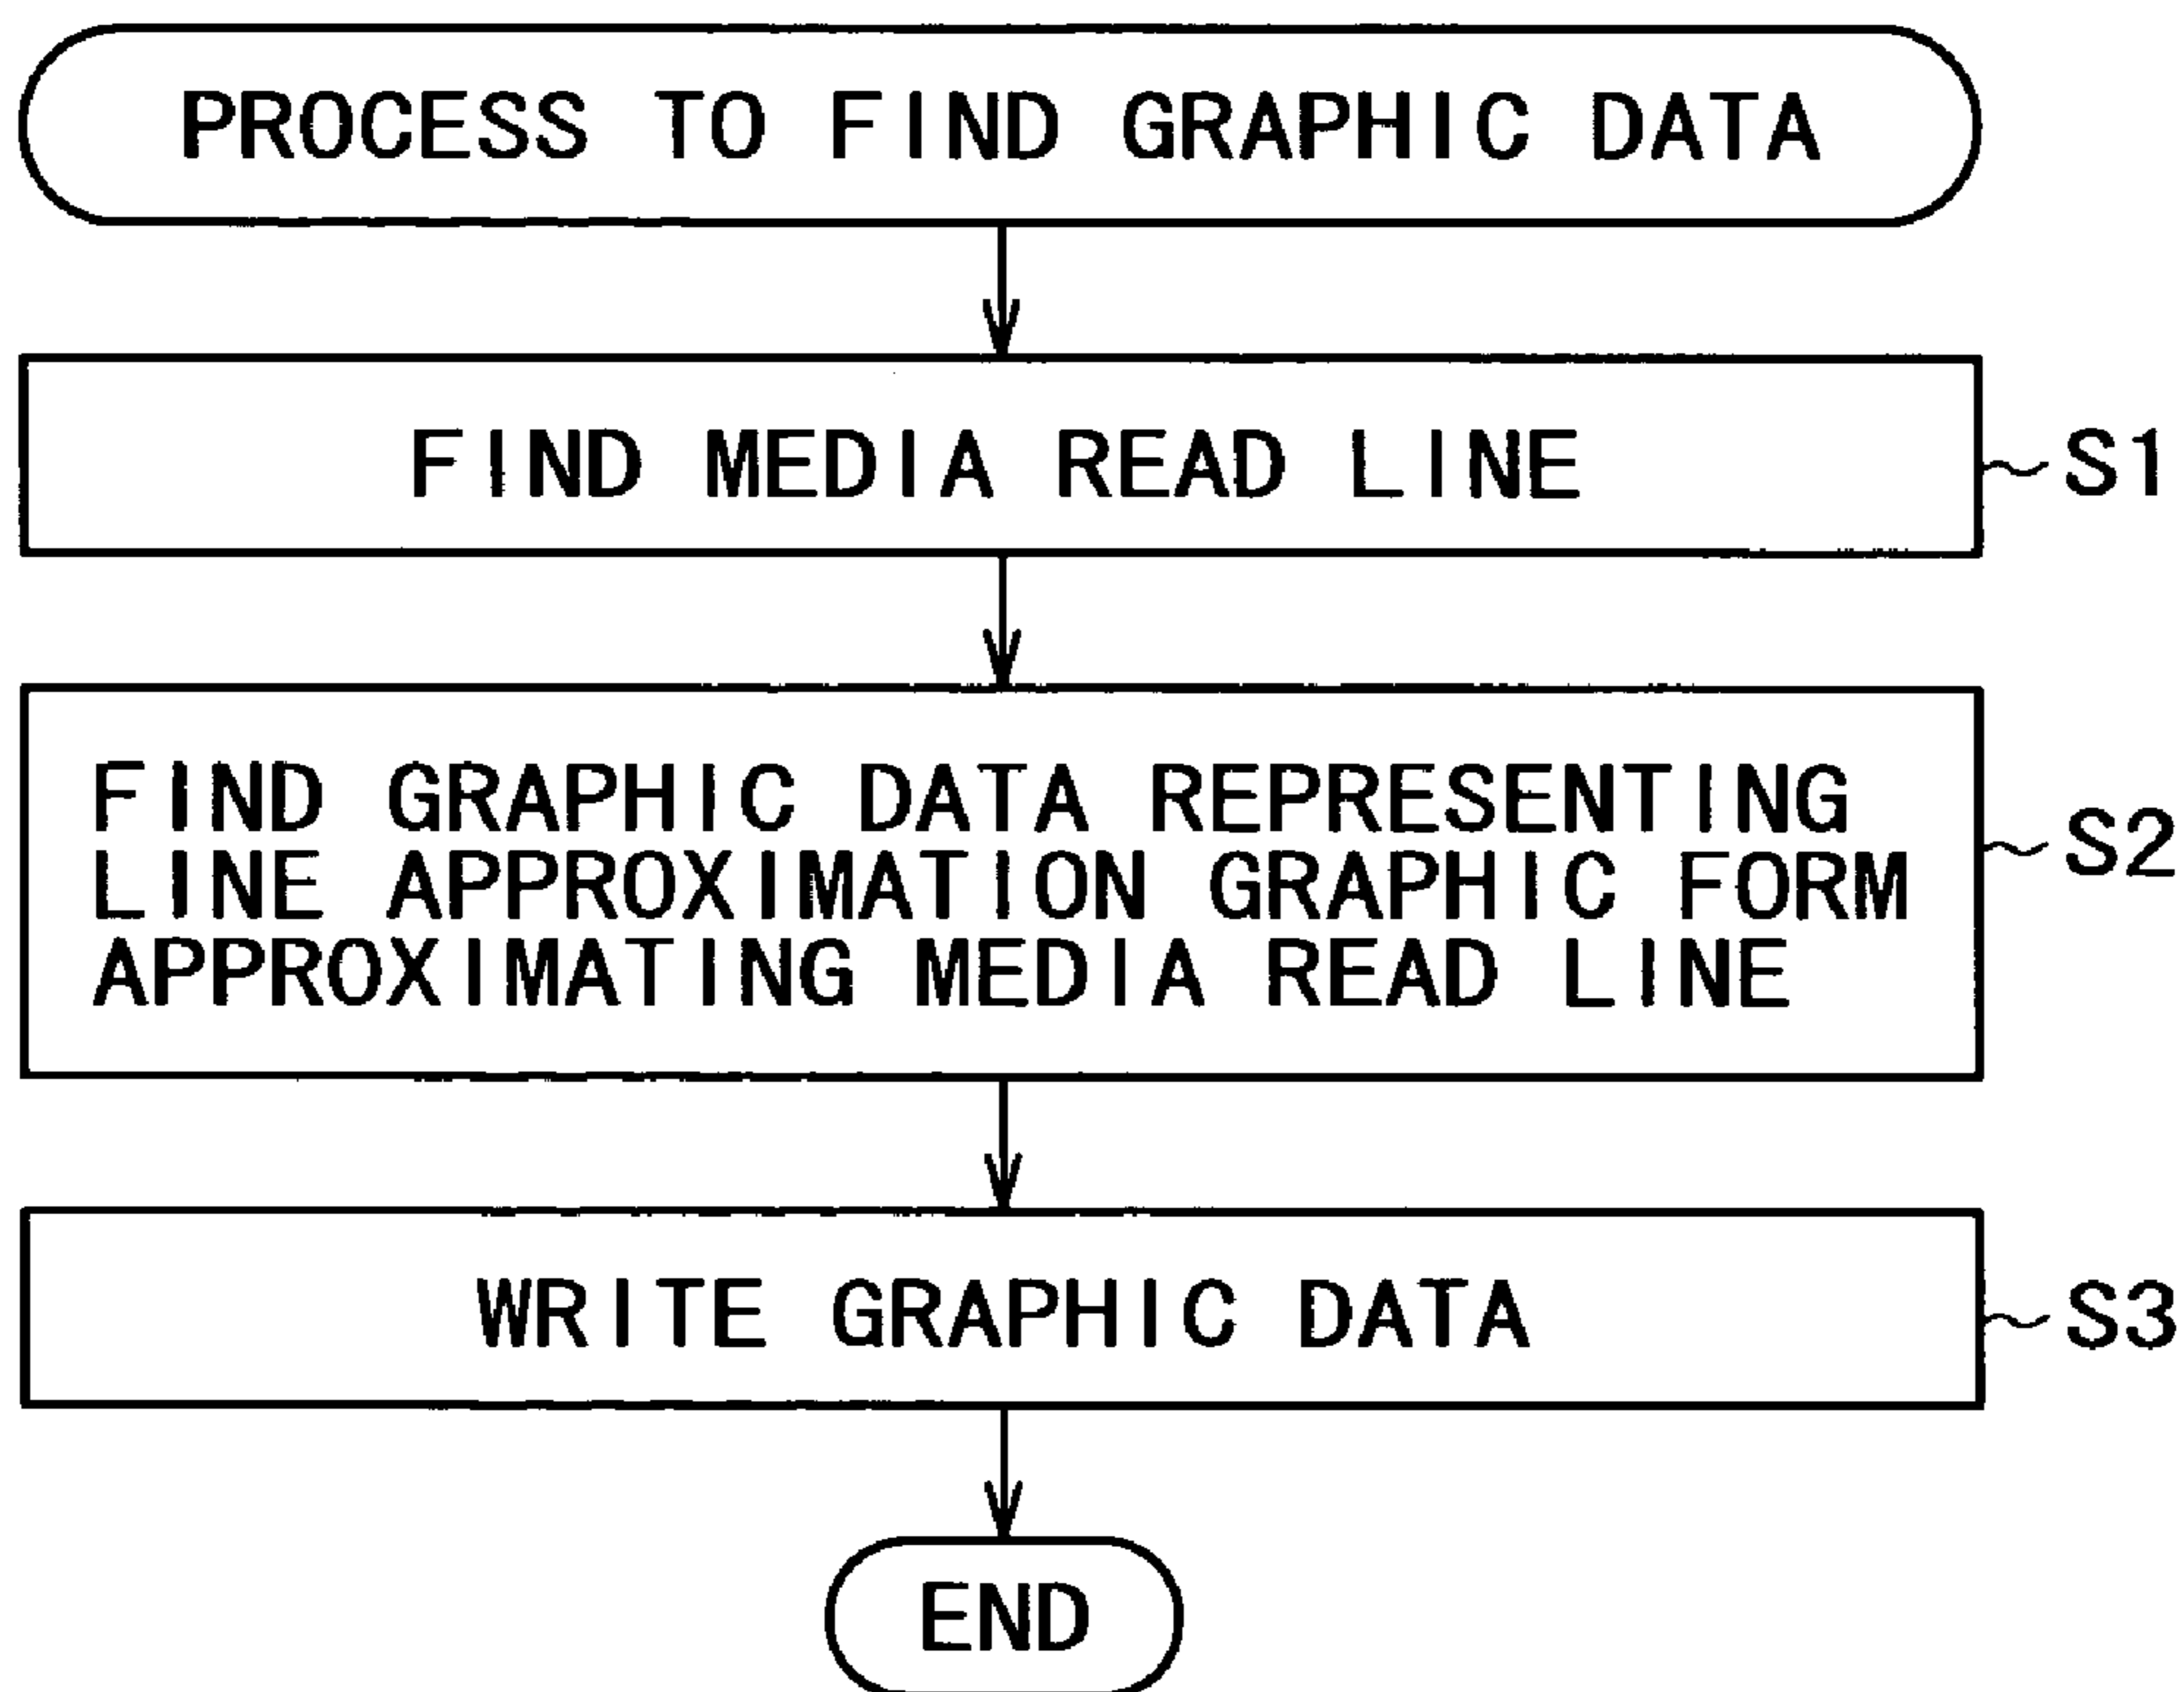 PROCESS TO FIND GRAPHIC DATA
FIND MEDIA READ LINE
S1
FIND GRAPHIC DATA REPRESENTING
LINE APPROXIMATION GRAPHIC FORM
APPROXIMATING MEDIA READ LINE
S2
WRITE GRAPHIC DATA
S3
END